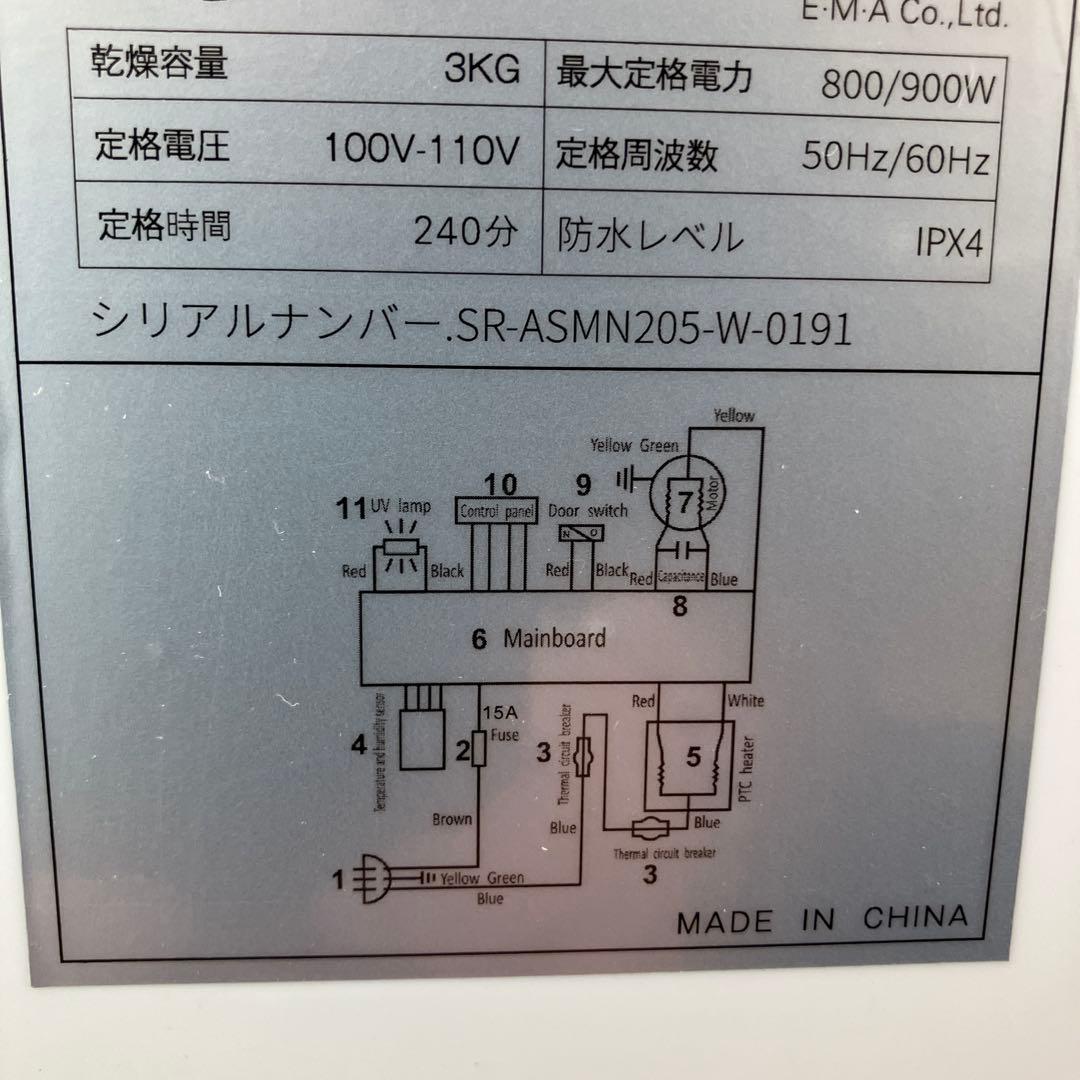 E·M·A Co.,Ltd.
乾燥容量 3KG 最大定格電力 800/900W
定格電圧 100V-110V 定格周波数 50Hz/60Hz
定格時間 240分 防水レベル IPX4
シリアルナンバー.SR-ASMN205-W-0191
Yellow
Yellow Green
11 UV lamp
10
Control panel
9
Door switch
N O
7
Motor
Red
Black
Red
Black
Red
Capacitance
Blue
8
6 Mainboard
4
Temperature and humidity sensor
15A
Fuse
2
3
Thermal circuit breaker
Red
White
5
PTC heater
Brown
Blue
Blue
Thermal circuit breaker
3
1
Yellow Green
Blue
MADE IN CHINA